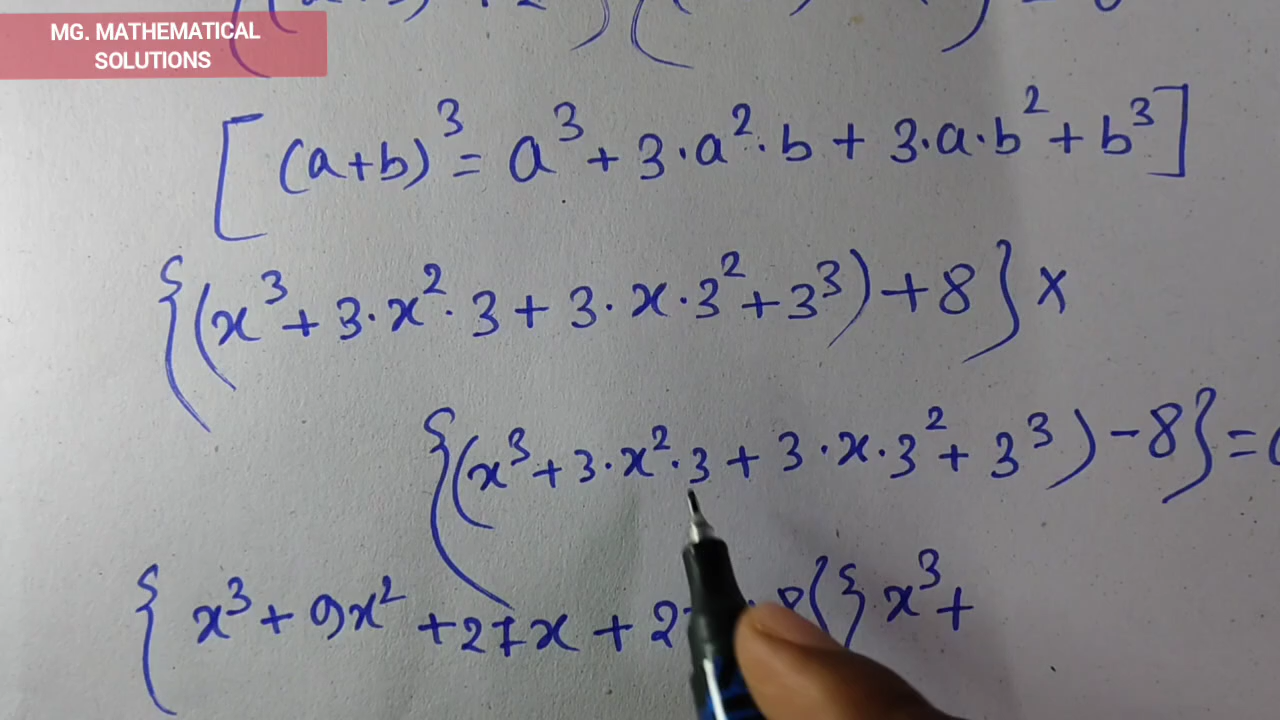 MG. MATHEMATICAL
SOLUTIONS
[ (a+b)³ = a³ + 3·a²·b + 3·a·b² + b³ ]
{(x³ + 3·x²·3 + 3·x·3² + 3³) + 8} ×
{(x³ + 3·x²·3 + 3·x·3² + 3³) - 8} =
{ x³ + 9x² + 27x + 2 8} { x³ +